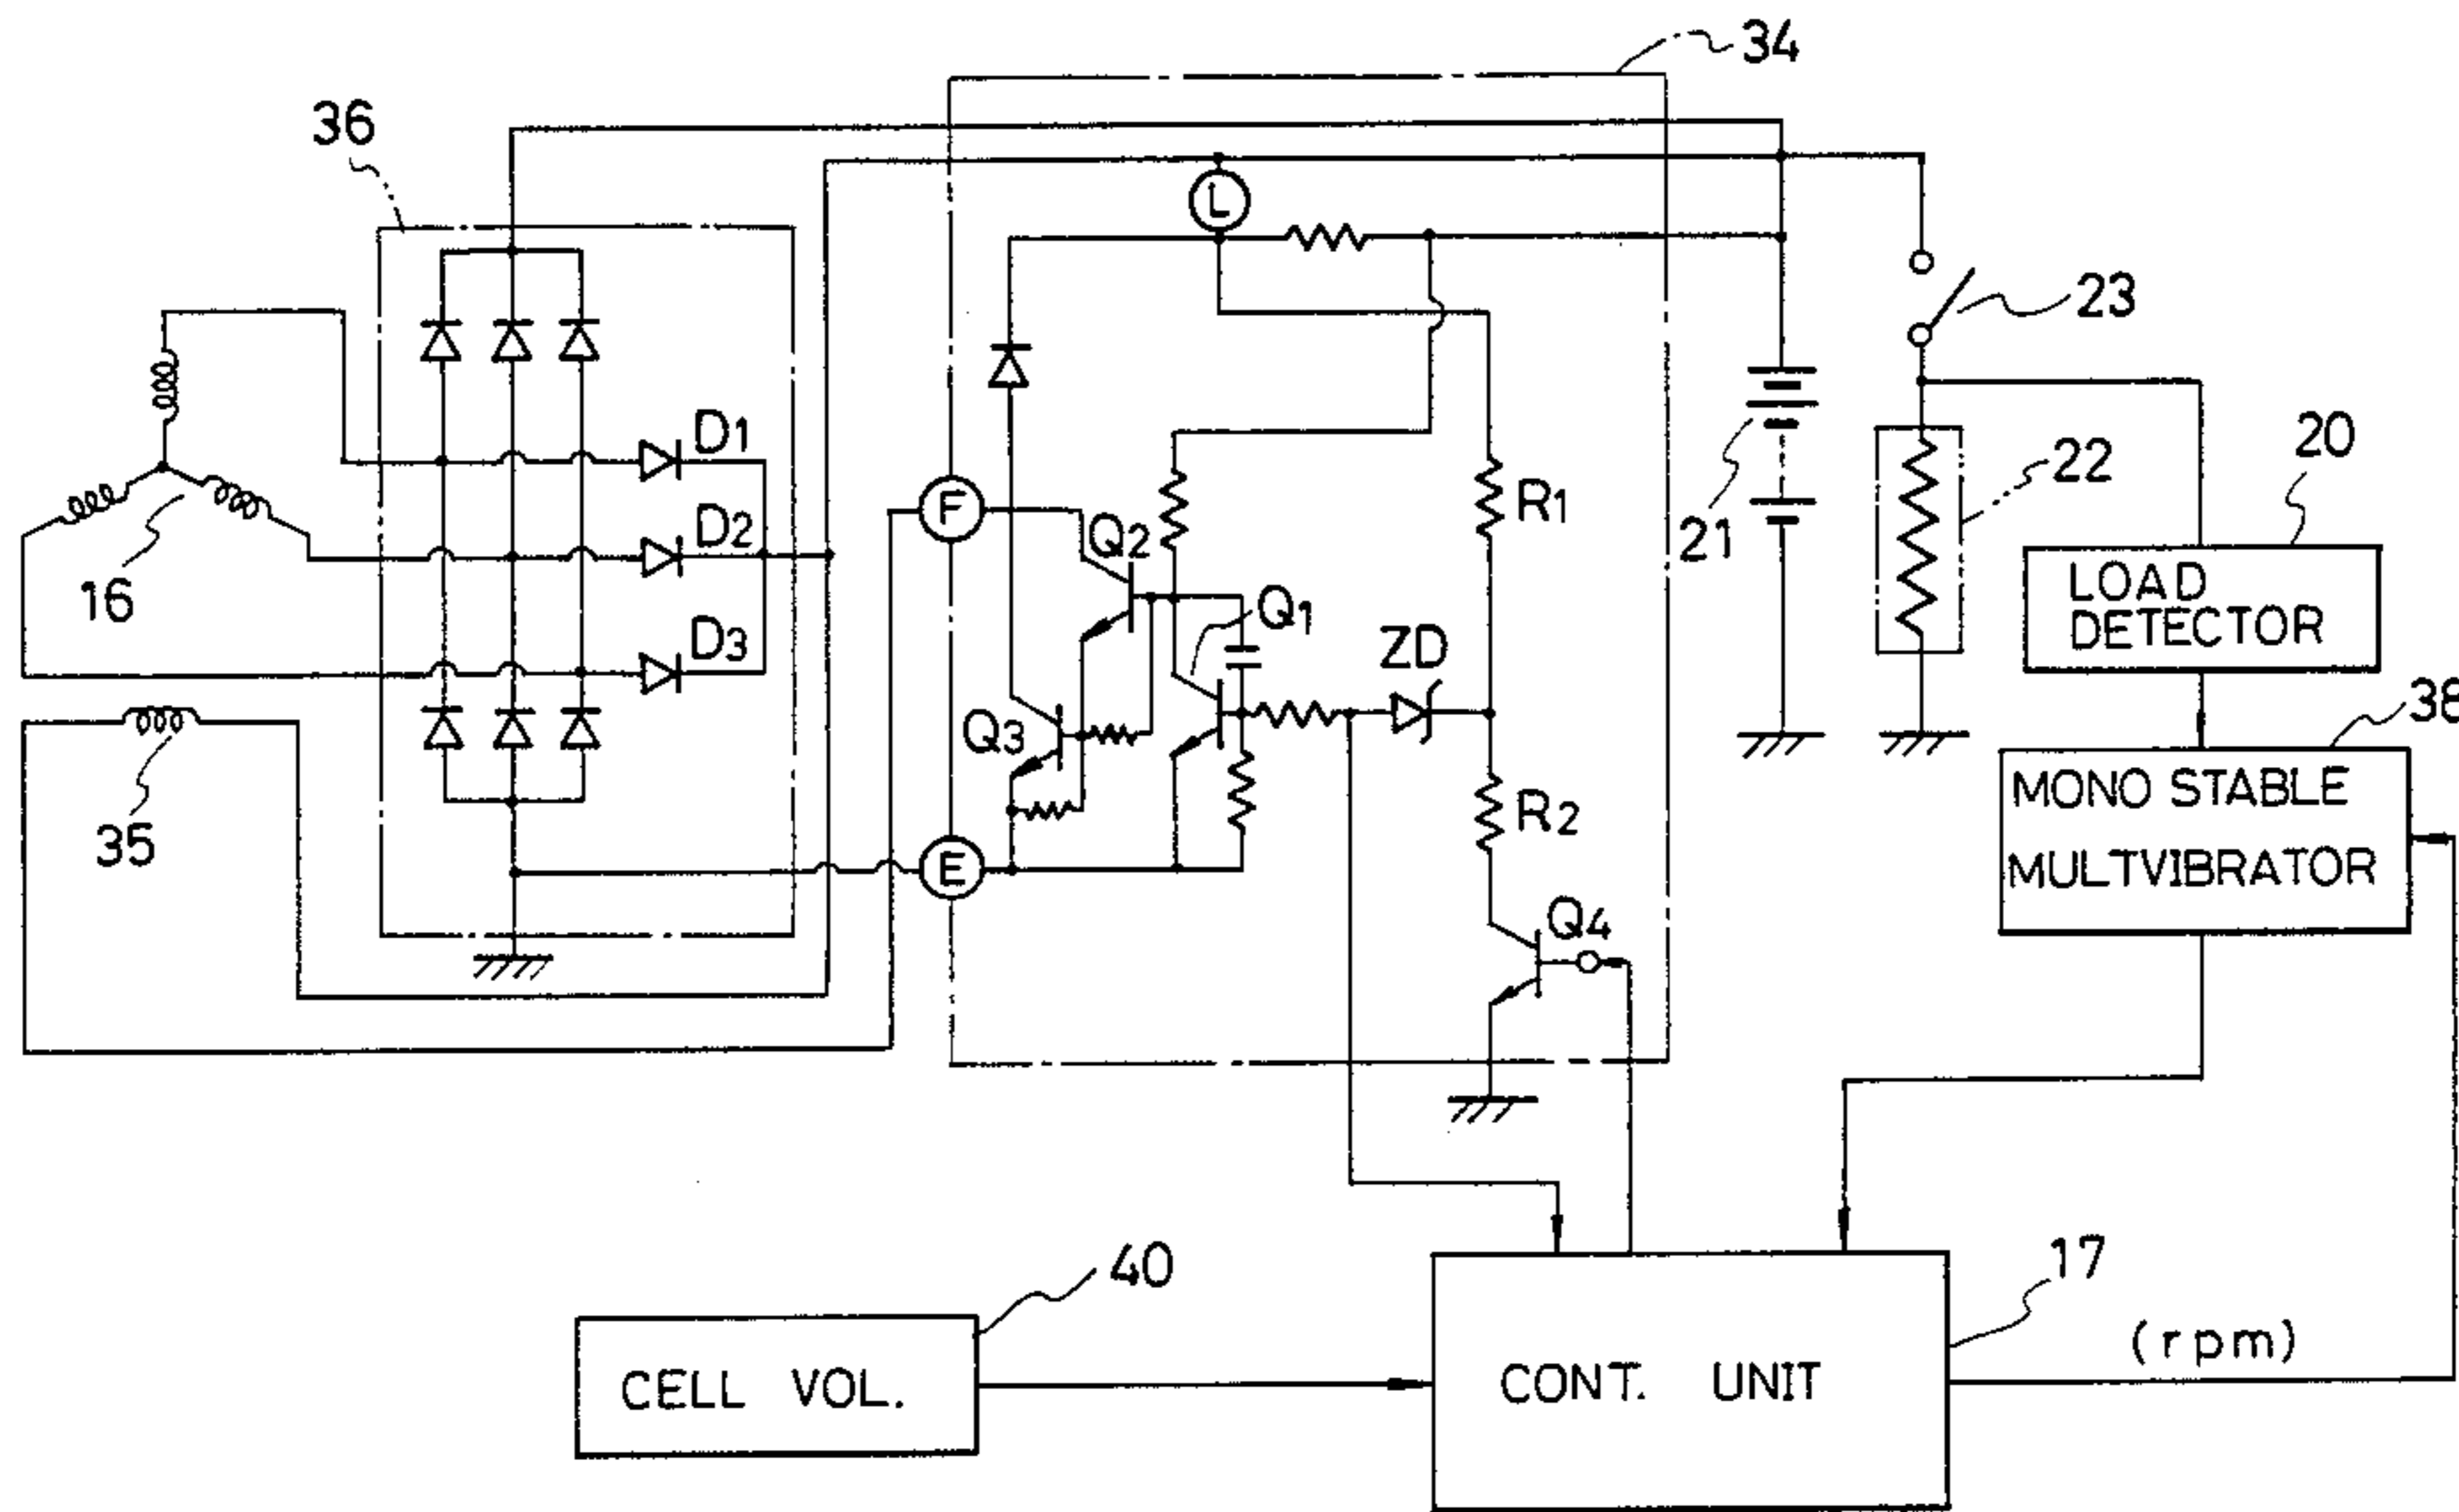 34
36
L
23
D1
20
22
F
R1
D2
Q2
21
16
Q1
LOAD
DETECTOR
D3
ZD
38
Q3
MONO STABLE
R2
35
MULTVIBRATOR
E
Q4
17
40
(rpm)
CELL VOL.
CONT. UNIT